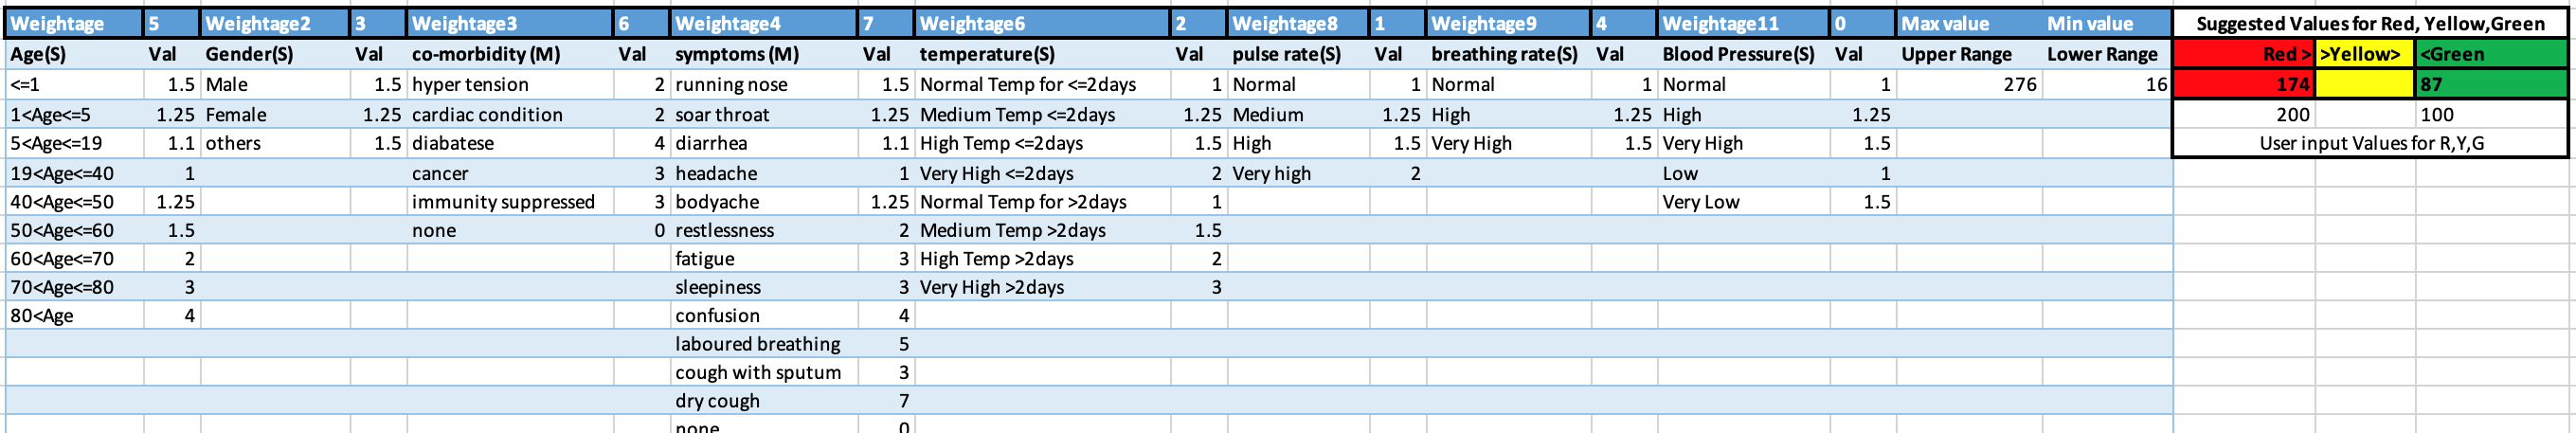 Weightage 5 Weightage2 3 Weightage3 6 Weightage4 7 Weightage6 2 Weightage8 1 Weightage9 4 Weightage11 0 Max value Min value Suggested Values for Red, Yellow,Green
Age(S) Val Gender(S) Val co-morbidity (M) Val symptoms (M) Val temperature(S) Val pulse rate(S) Val breathing rate(S) Val Blood Pressure(S) Val Upper Range Lower Range Red > >Yellow> <Green
<=1 1.5 Male 1.5 hyper tension 2 running nose 1.5 Normal Temp for <=2days 1 Normal 1 Normal 1 Normal 1 276 16 174 87
1<Age<=5 1.25 Female 1.25 cardiac condition 2 soar throat 1.25 Medium Temp <=2days 1.25 Medium 1.25 High 1.25 High 1.25 200 100
5<Age<=19 1.1 others 1.5 diabatese 4 diarrhea 1.1 High Temp <=2days 1.5 High 1.5 Very High 1.5 Very High 1.5 User input Values for R,Y,G
19<Age<=40 1 cancer 3 headache 1 Very High <=2days 2 Very high 2 Low 1
40<Age<=50 1.25 immunity suppressed 3 bodyache 1.25 Normal Temp for >2days 1 Very Low 1.5
50<Age<=60 1.5 none 0 restlessness 2 Medium Temp >2days 1.5
60<Age<=70 2 fatigue 3 High Temp >2days 2
70<Age<=80 3 sleepiness 3 Very High >2days 3
80<Age 4 confusion 4
laboured breathing 5
cough with sputum 3
dry cough 7
none 0